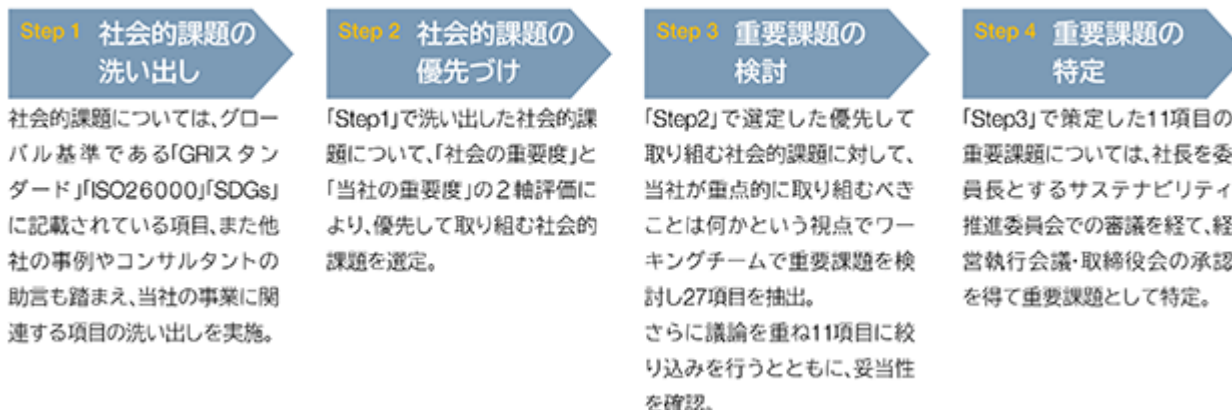 Step 1 社会的課題の
洗い出し
社会的課題については、グロー
バル基準である「GRIスタン
ダード」「ISO26000」「SDGs」
に記載されている項目、また他
社の事例やコンサルタントの
助言も踏まえ、当社の事業に関
連する項目の洗い出しを実施。
Step 2 社会的課題の
優先づけ
「Step1」で洗い出した社会的課
題について、「社会の重要度」と
「当社の重要度」の2軸評価に
より、優先して取り組む社会的
課題を選定。
Step 3 重要課題の
検討
「Step2」で選定した優先して
取り組む社会的課題に対して、
当社が重点的に取り組むべき
ことは何かという視点でワー
キングチームで重要課題を検
討し27項目を抽出。
さらに議論を重ね11項目に絞
り込みを行うとともに、妥当性
を確認。
Step 4 重要課題の
特定
「Step3」で策定した11項目の
重要課題については、社長を委
員長とするサステナビリティ
推進委員会での審議を経て、経
営執行会議・取締役会の承認
を得て重要課題として特定。